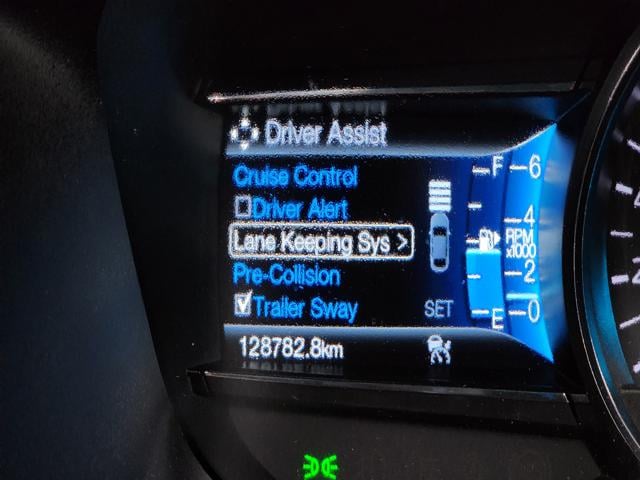 Driver Assist
Cruise Control
Driver Alert
Lane Keeping Sys >
Pre-Collision
Trailer Sway
SET
128782.8km
F
E
6
4
RPM
x1000
2
0